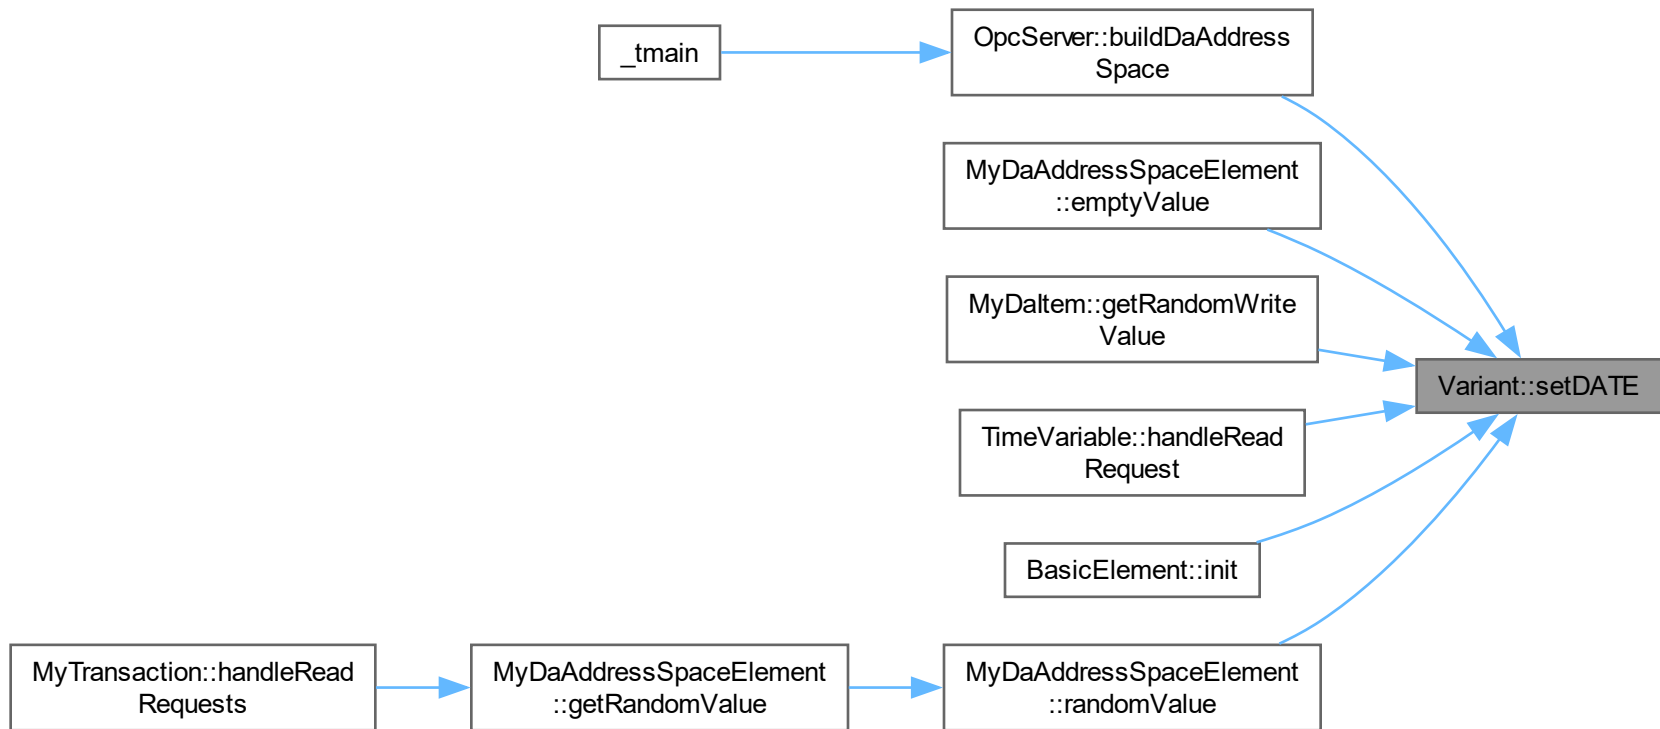 _tmain
OpcServer::buildDaAddress
Space
MyDaAddressSpaceElement
::emptyValue
MyDaItem::getRandomWrite
Value
Variant::setDATE
TimeVariable::handleRead
Request
BasicElement::init
MyTransaction::handleRead
Requests
MyDaAddressSpaceElement
::getRandomValue
MyDaAddressSpaceElement
::randomValue